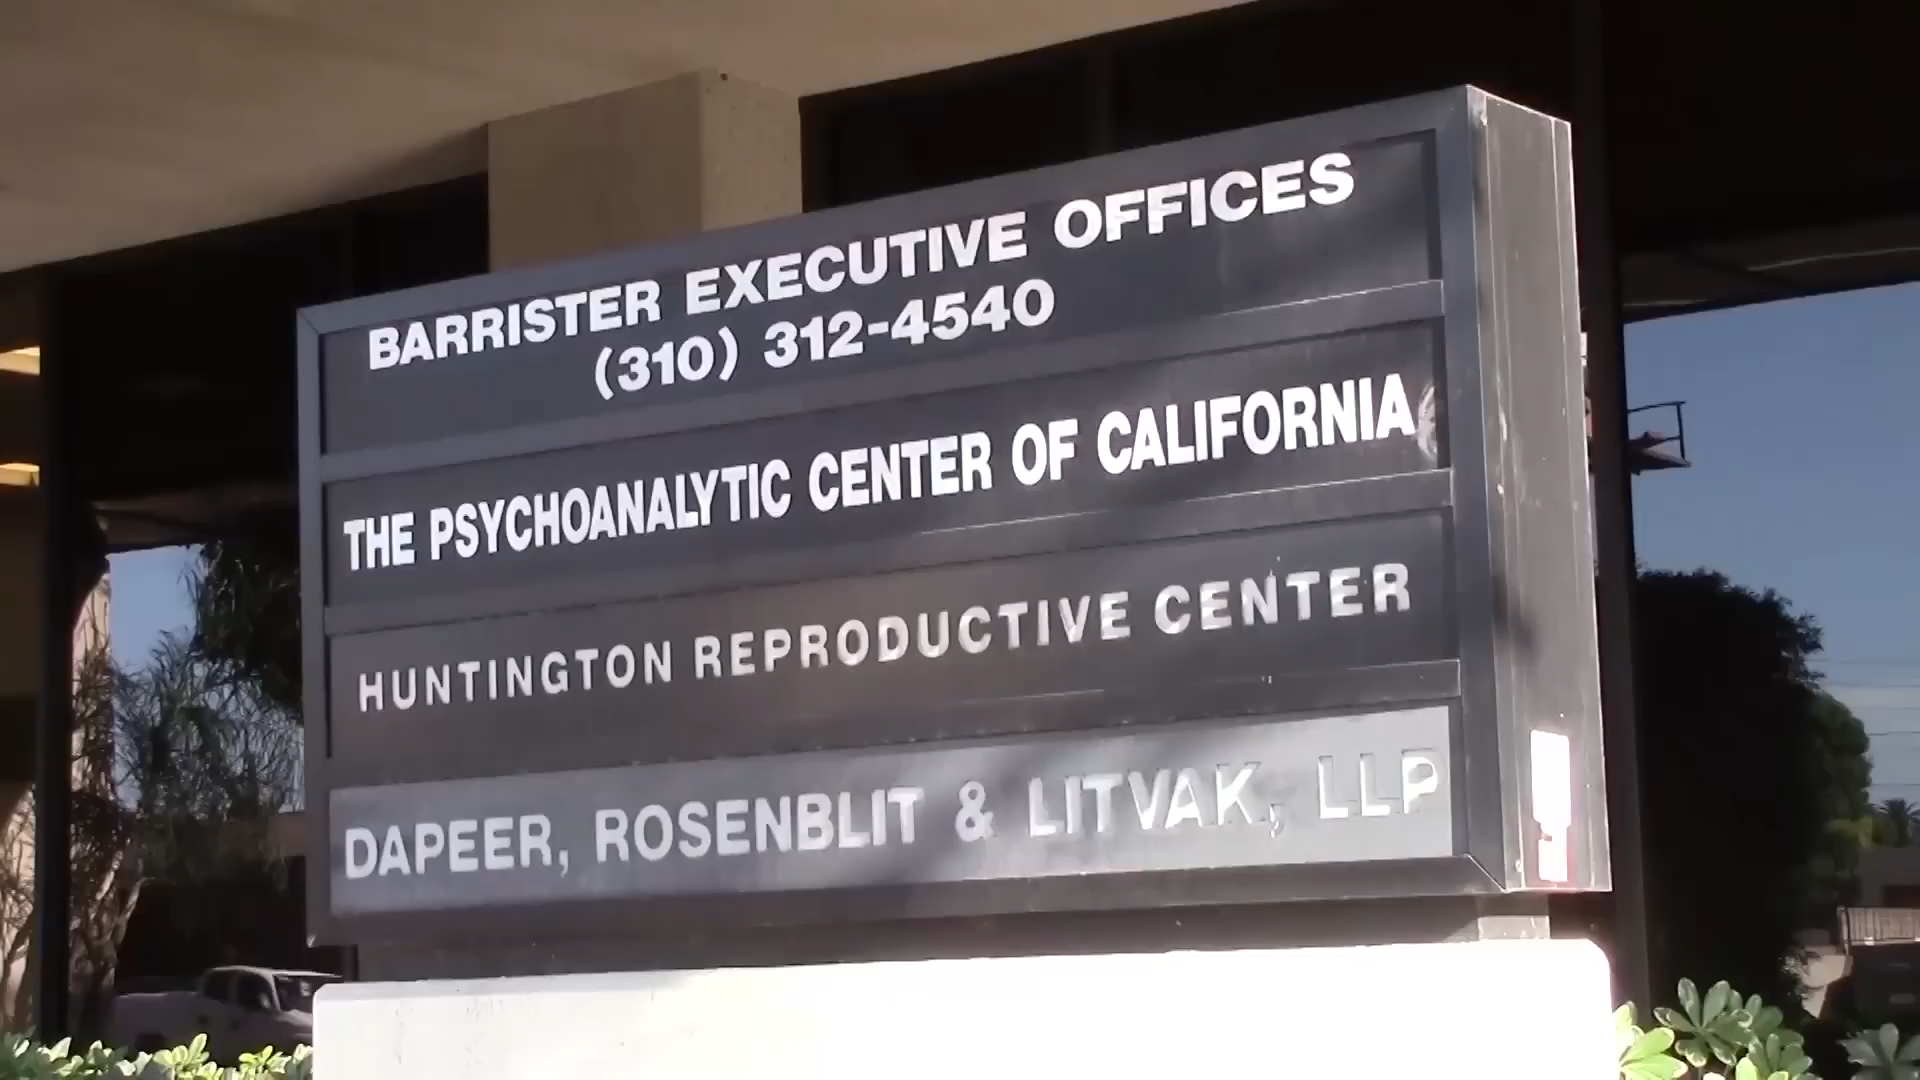 BARRISTER EXECUTIVE OFFICES
(310) 312-4540
THE PSYCHOANALYTIC CENTER OF CALIFORNIA
HUNTINGTON REPRODUCTIVE CENTER
DAPEER, ROSENBLIT & LITVAK, LLP